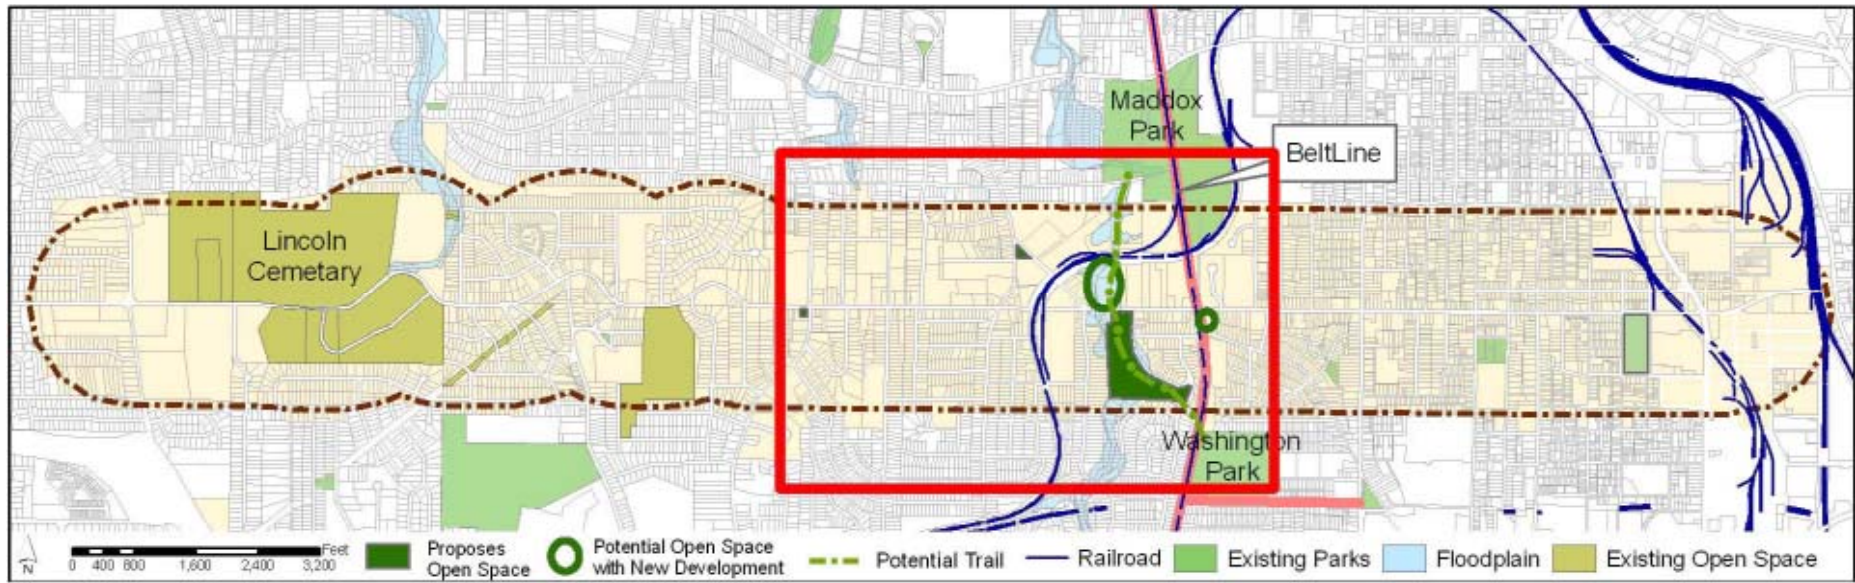 Maddox
Park
BeltLine
Lincoln
Cemetary
Washington
Park
N
Feet
0 400 800 1,600 2,400 3,200
Proposes
Open Space
Potential Open Space
with New Development
Potential Trail
Railroad
Existing Parks
Floodplain
Existing Open Space